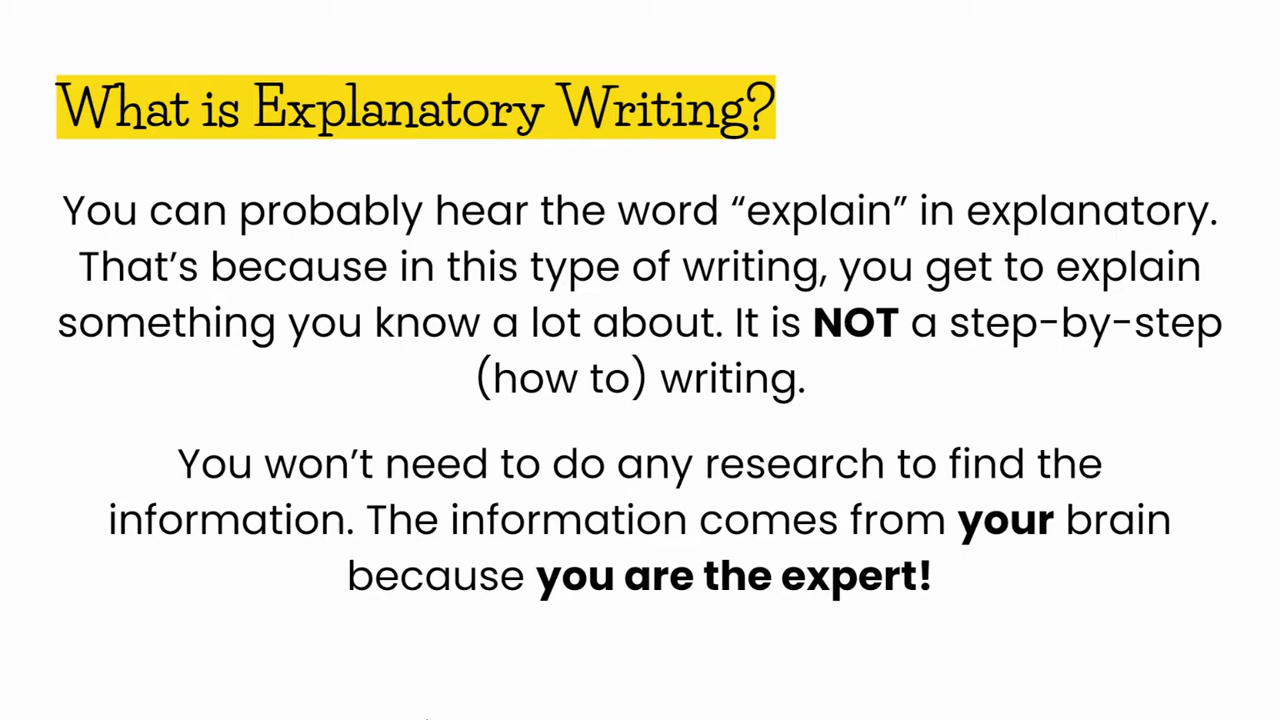 What is Explanatory Writing?
You can probably hear the word “explain” in explanatory.
That’s because in this type of writing, you get to explain
something you know a lot about. It is NOT a step-by-step
(how to) writing.
You won’t need to do any research to find the
information. The information comes from your brain
because you are the expert!